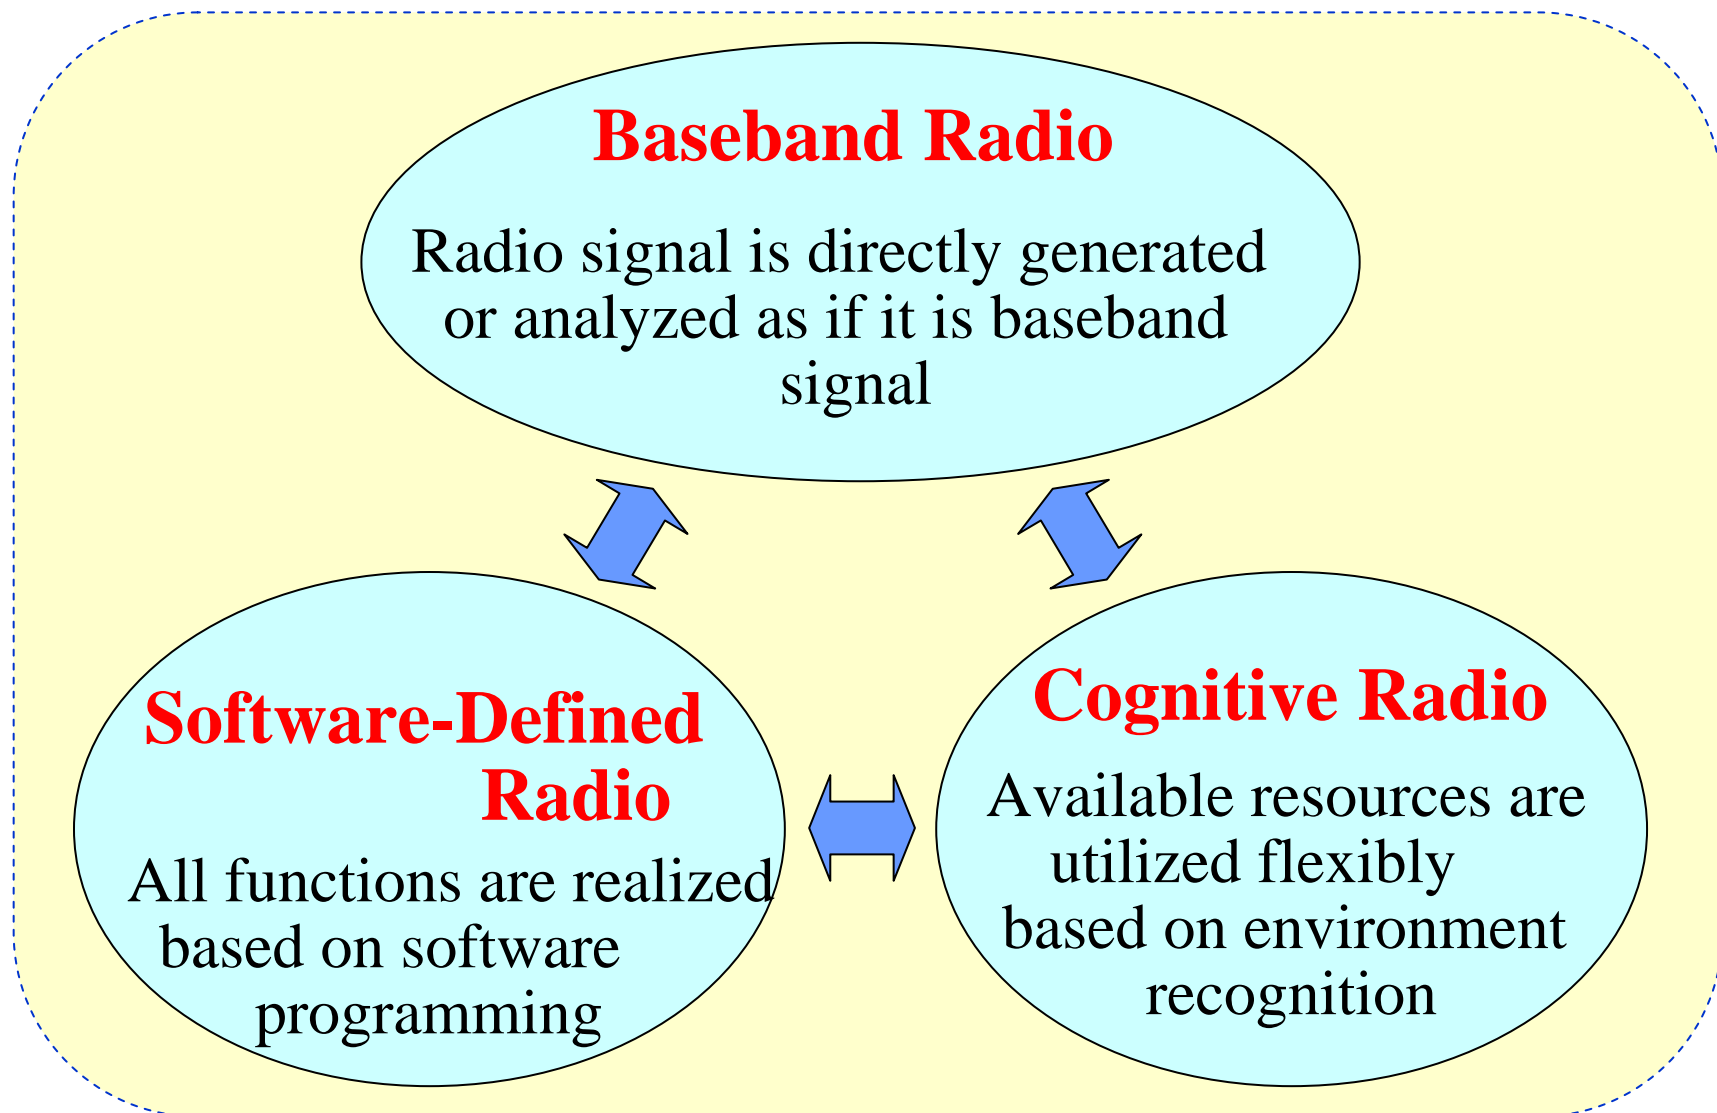 Baseband Radio
Radio signal is directly generated
or analyzed as if it is baseband
signal
Software-Defined
Radio
All functions are realized
based on software
programming
Cognitive Radio
Available resources are
utilized flexibly
based on environment
recognition